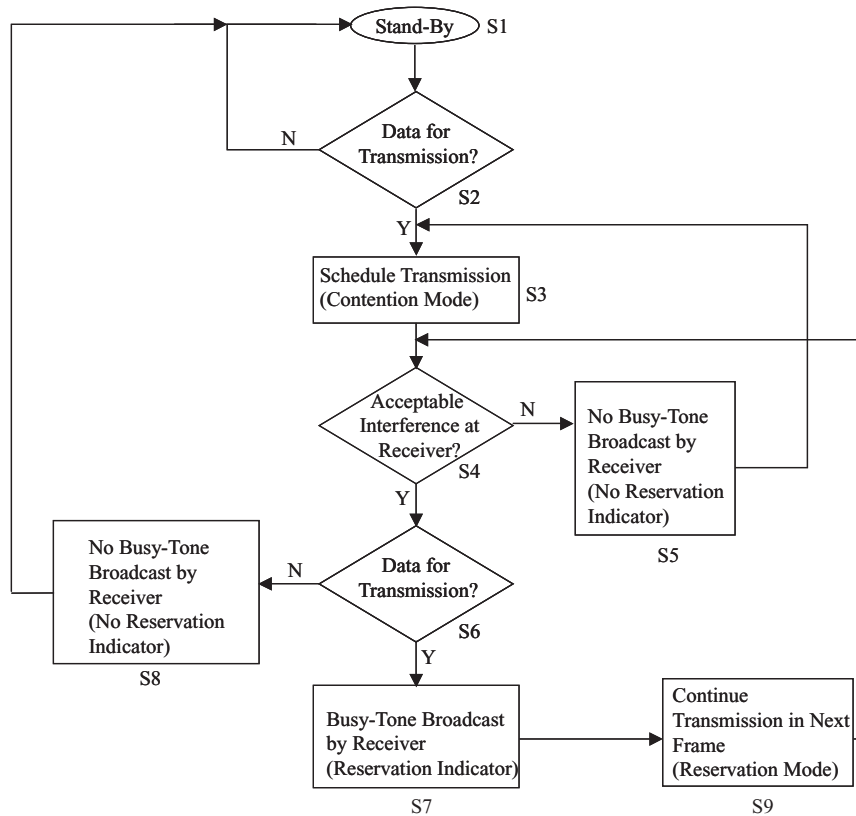 Stand-By
S1
Data for
Transmission?
N
S2
Y
Schedule Transmission
(Contention Mode)
S3
Acceptable
Interference at
Receiver?
N
S4
Y
No Busy-Tone
Broadcast by
Receiver
(No Reservation
Indicator)
S5
Data for
Transmission?
N
S6
Y
No Busy-Tone
Broadcast by
Receiver
(No Reservation
Indicator)
S8
Busy-Tone Broadcast
by Receiver
(Reservation Indicator)
S7
Continue
Transmission in Next
Frame
(Reservation Mode)
S9